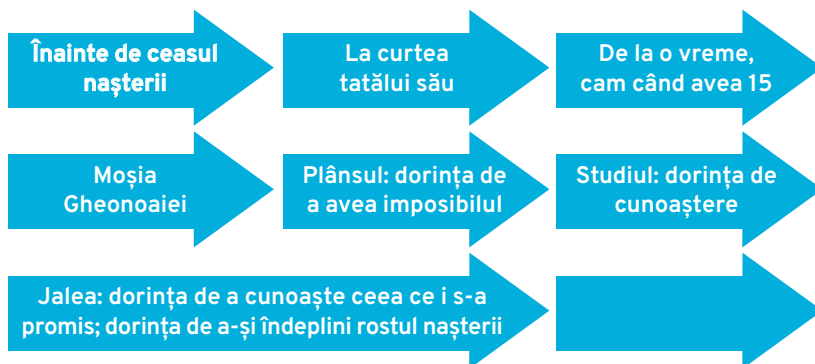 Înainte de ceasul
nașterii
La curtea
tatălui său
De la o vreme,
cam când avea 15
Moșia
Gheonoaiei
Plânsul: dorința de
a avea imposibilul
Studiul: dorința de
cunoaștere
Jalea: dorința de a cunoaște ceea ce i s-a
promis; dorința de a-și îndeplini rostul nașterii